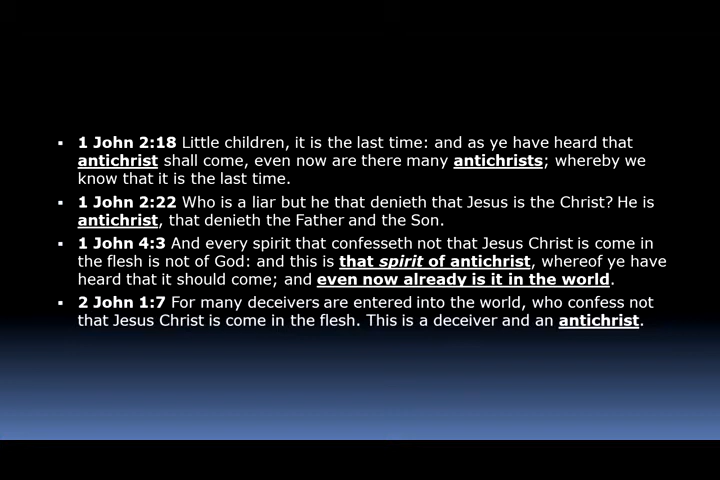 ▪ 1 John 2:18 Little children, it is the last time: and as ye have heard that
antichrist shall come, even now are there many antichrists; whereby we
know that it is the last time.
▪ 1 John 2:22 Who is a liar but he that denieth that Jesus is the Christ? He is
antichrist, that denieth the Father and the Son.
▪ 1 John 4:3 And every spirit that confesseth not that Jesus Christ is come in
the flesh is not of God: and this is that spirit of antichrist, whereof ye have
heard that it should come; and even now already is it in the world.
▪ 2 John 1:7 For many deceivers are entered into the world, who confess not
that Jesus Christ is come in the flesh. This is a deceiver and an antichrist.